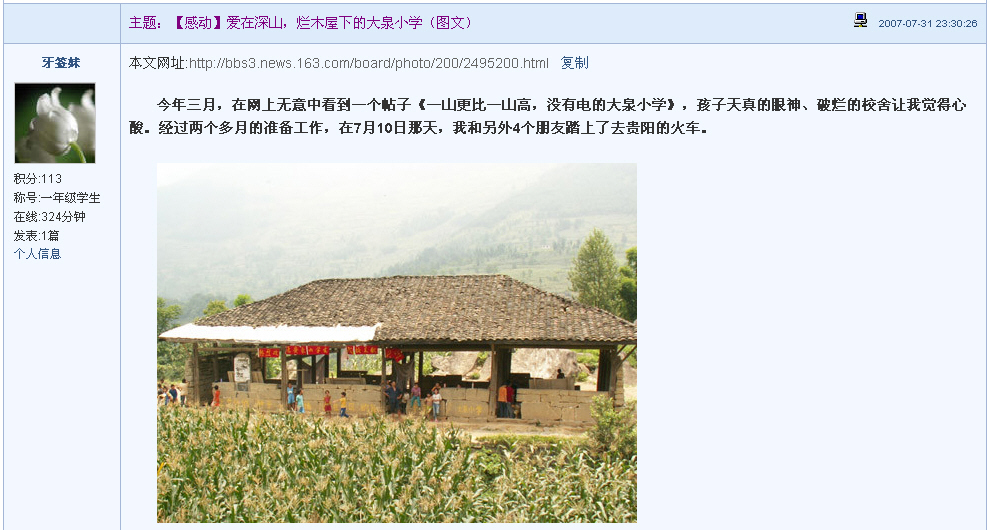 主题：【感动】爱在深山，烂木屋下的大泉小学（图文）
2007-07-31 23:30:26
牙签妹
积分:113
称号:一年级学生
在线:324分钟
发表:1篇
个人信息
本文网址:http://bbs3.news.163.com/board/photo/200/2495200.html 复制
今年三月，在网上无意中看到一个帖子《一山更比一山高，没有电的大泉小学》，孩子天真的眼神、破烂的校舍让我觉得心
酸。经过两个多月的准备工作，在7月10日那天，我和另外4个朋友踏上了去贵阳的火车。